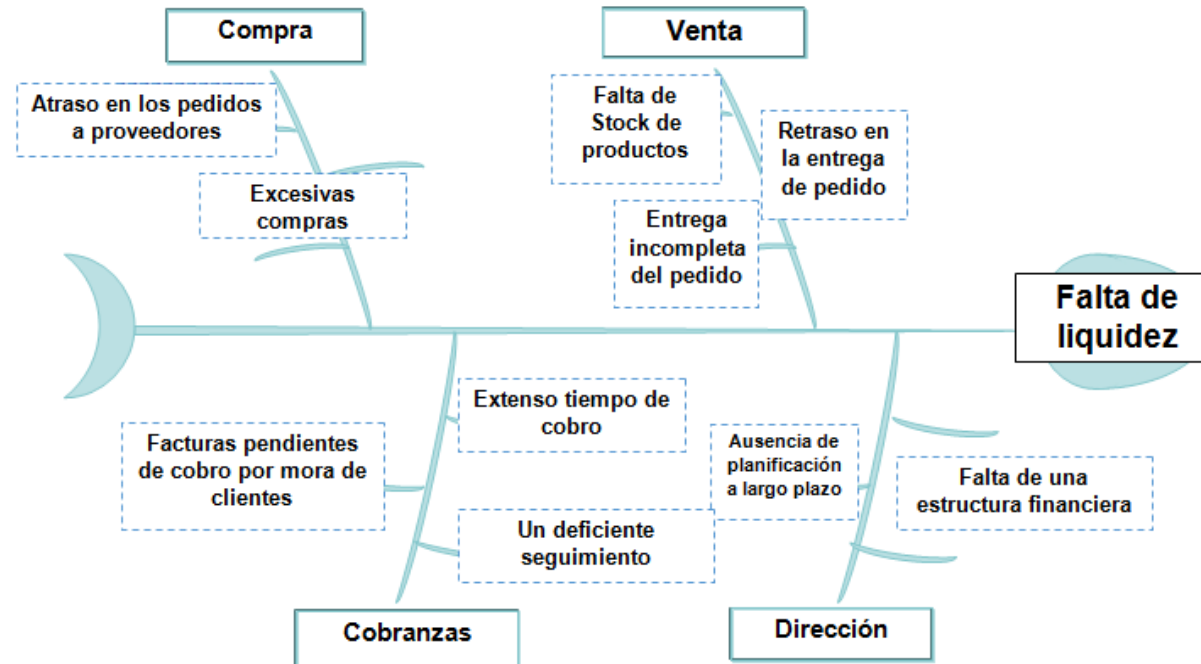 Compra
Venta
Atraso en los pedidos
a proveedores
Excesivas
compras
Falta de
Stock de
productos
Retraso en
la entrega
de pedido
Entrega
incompleta
del pedido
Falta de
liquidez
Extenso tiempo de
cobro
Facturas pendientes
de cobro por mora de
clientes
Un deficiente
seguimiento
Ausencia de
planificación
a largo plazo
Falta de una
estructura financiera
Cobranzas
Dirección